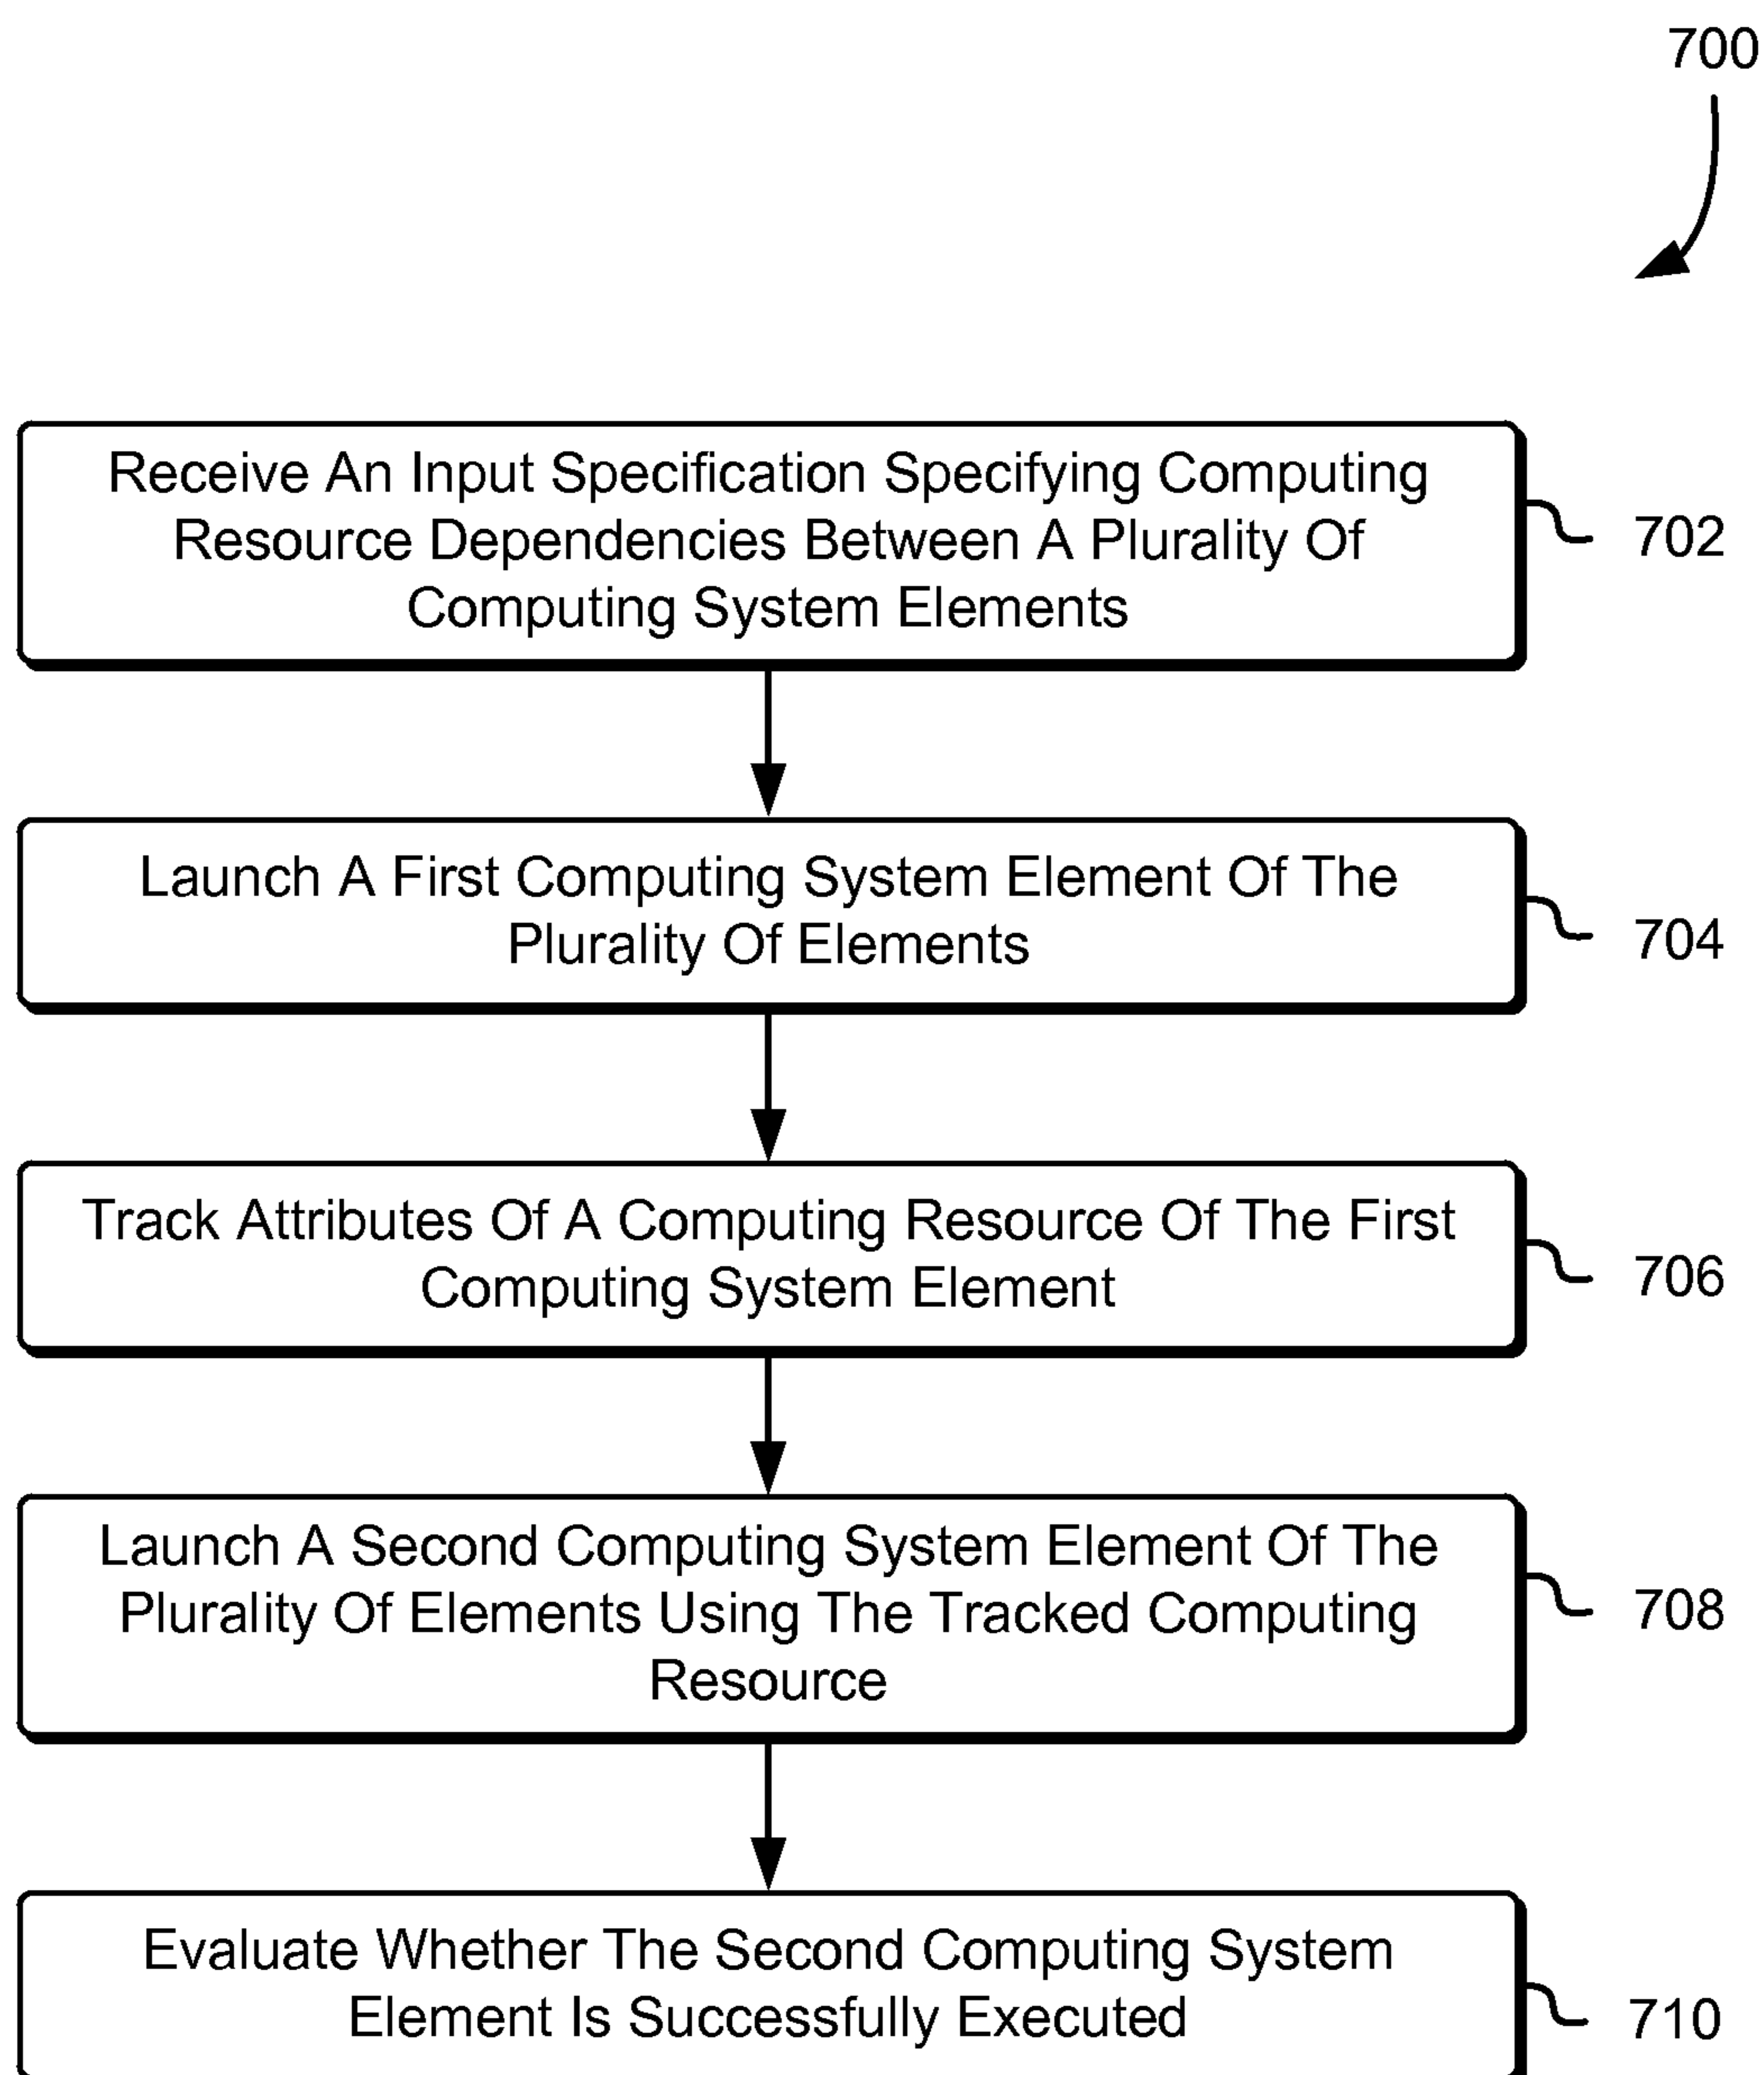 700
Receive An Input Specification Specifying Computing
Resource Dependencies Between A Plurality Of
Computing System Elements
702
Launch A First Computing System Element Of The
Plurality Of Elements
704
Track Attributes Of A Computing Resource Of The First
Computing System Element
706
Launch A Second Computing System Element Of The
Plurality Of Elements Using The Tracked Computing
Resource
708
Evaluate Whether The Second Computing System
Element Is Successfully Executed
710